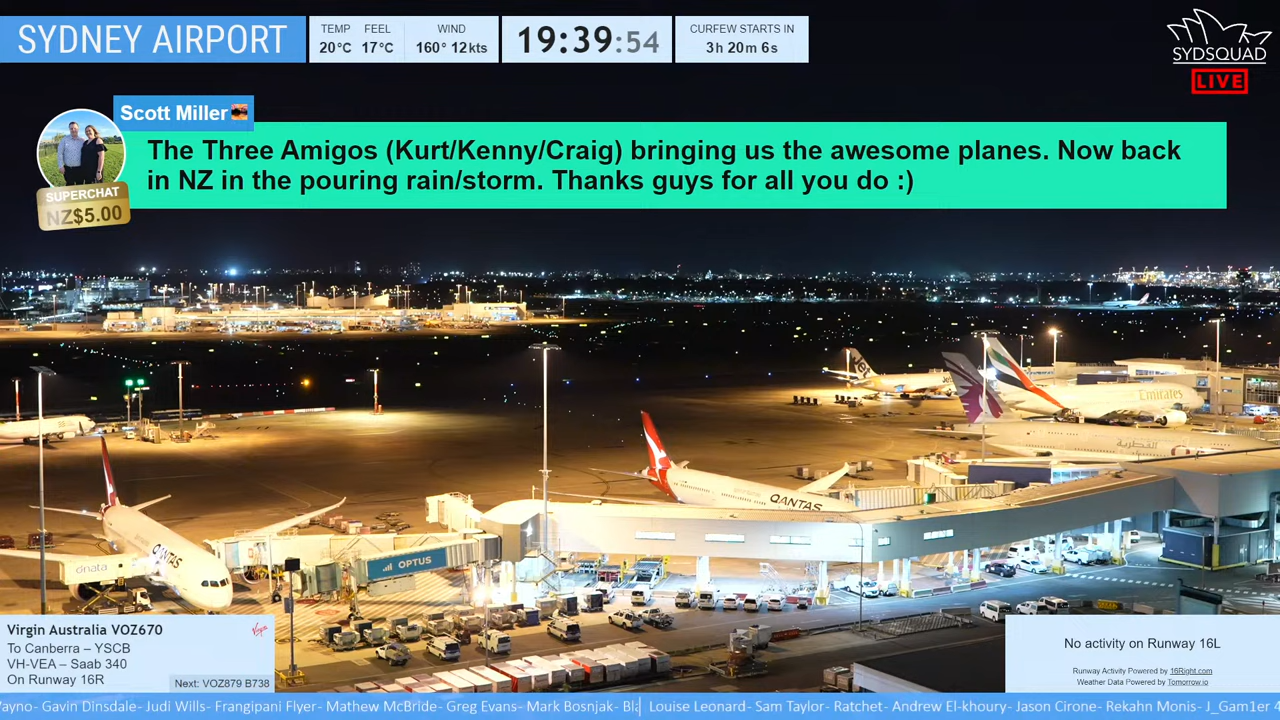 SYDNEY AIRPORT
TEMP FEEL WIND
20°C 17°C 160° 12kts
19:39:54
CURFEW STARTS IN
3h 20m 6s
SYDSQUAD
LIVE
Scott Miller
The Three Amigos (Kurt/Kenny/Craig) bringing us the awesome planes. Now back
in NZ in the pouring rain/storm. Thanks guys for all you do :)
SUPERCHAT
NZ$5.00
Jet
Emirates
القطرية
QANTAS
QANTAS
dnata
OPTUS
Virgin Australia VOZ670
Virgin
To Canberra – YSCB
VH-VEA – Saab 340
On Runway 16R
Next: VOZ879 B738
No activity on Runway 16L
Runway Activity Powered by 16Right.com
Weather Data Powered by Tomorrow.io
Wayno- Gavin Dinsdale- Judi Wills- Frangipani Flyer- Mathew McBride- Greg Evans- Mark Bosnjak- Bla Louise Leonard- Sam Taylor- Ratchet- Andrew El-khoury- Jason Cirone- Rekahn Monis- J_Gam1er 4